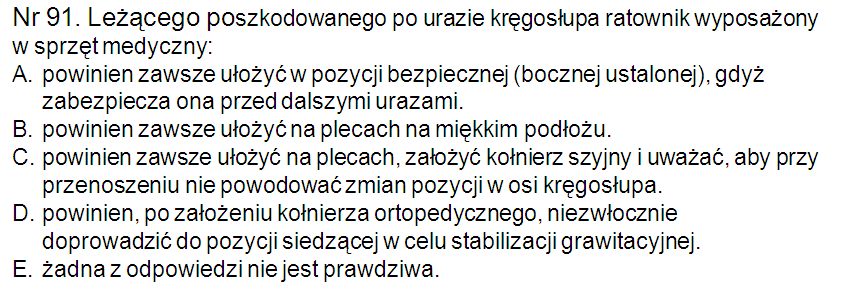 Nr 91. Leżącego poszkodowanego po urazie kręgosłupa ratownik wyposażony
w sprzęt medyczny:
A. powinien zawsze ułożyć w pozycji bezpiecznej (bocznej ustalonej), gdyż
zabezpiecza ona przed dalszymi urazami.
B. powinien zawsze ułożyć na plecach na miękkim podłożu.
C. powinien zawsze ułożyć na plecach, założyć kołnierz szyjny i uważać, aby przy
przenoszeniu nie powodować zmian pozycji w osi kręgosłupa.
D. powinien, po założeniu kołnierza ortopedycznego, niezwłocznie
doprowadzić do pozycji siedzącej w celu stabilizacji grawitacyjnej.
E. żadna z odpowiedzi nie jest prawdziwa.